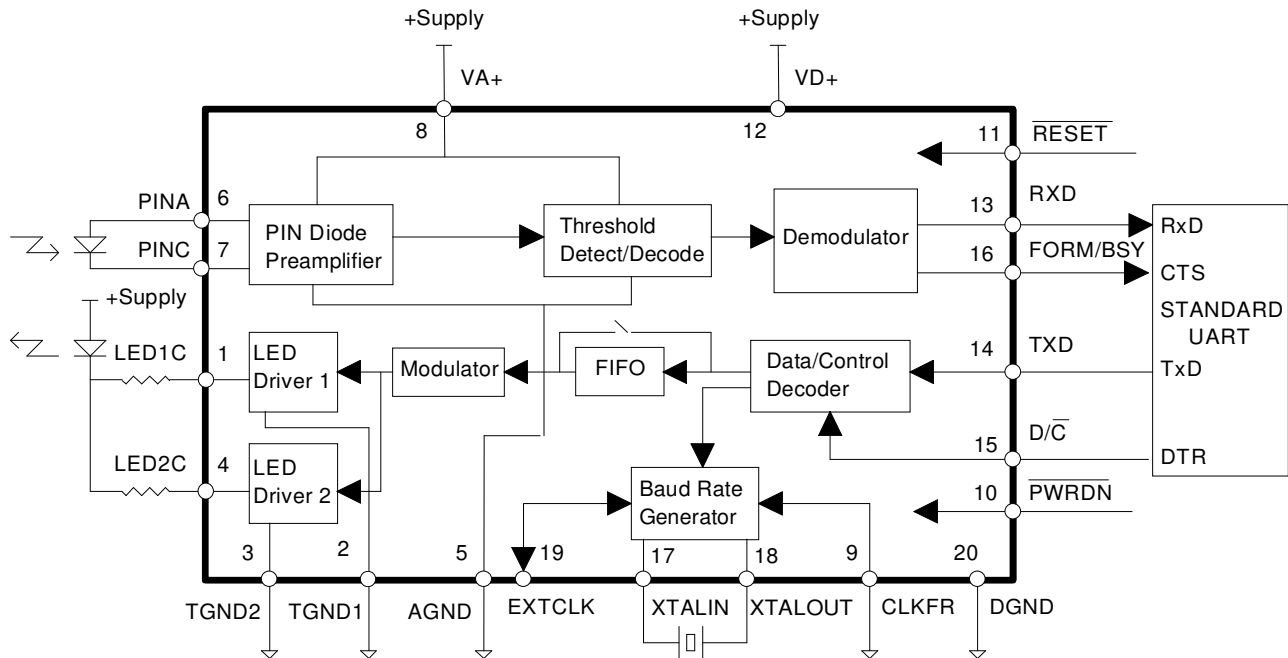 +Supply
+Supply
VA+
VD+
8
12
11
R̅E̅S̅E̅T̅
PINA
6
13
RXD
PIN Diode
Preamplifier
Threshold
Detect/Decode
Demodulator
RxD
PINC
7
16
FORM/BSY
CTS
+Supply
STANDARD
UART
LED1C
1
LED
Driver 1
Modulator
FIFO
Data/Control
Decoder
14
TXD
TxD
LED2C
4
LED
Driver 2
15
D/C̅
DTR
Baud Rate
Generator
10
P̅W̅R̅D̅N̅
3
2
5
19
17
18
9
20
TGND2
TGND1
AGND
EXTCLK
XTALIN
XTALOUT
CLKFR
DGND